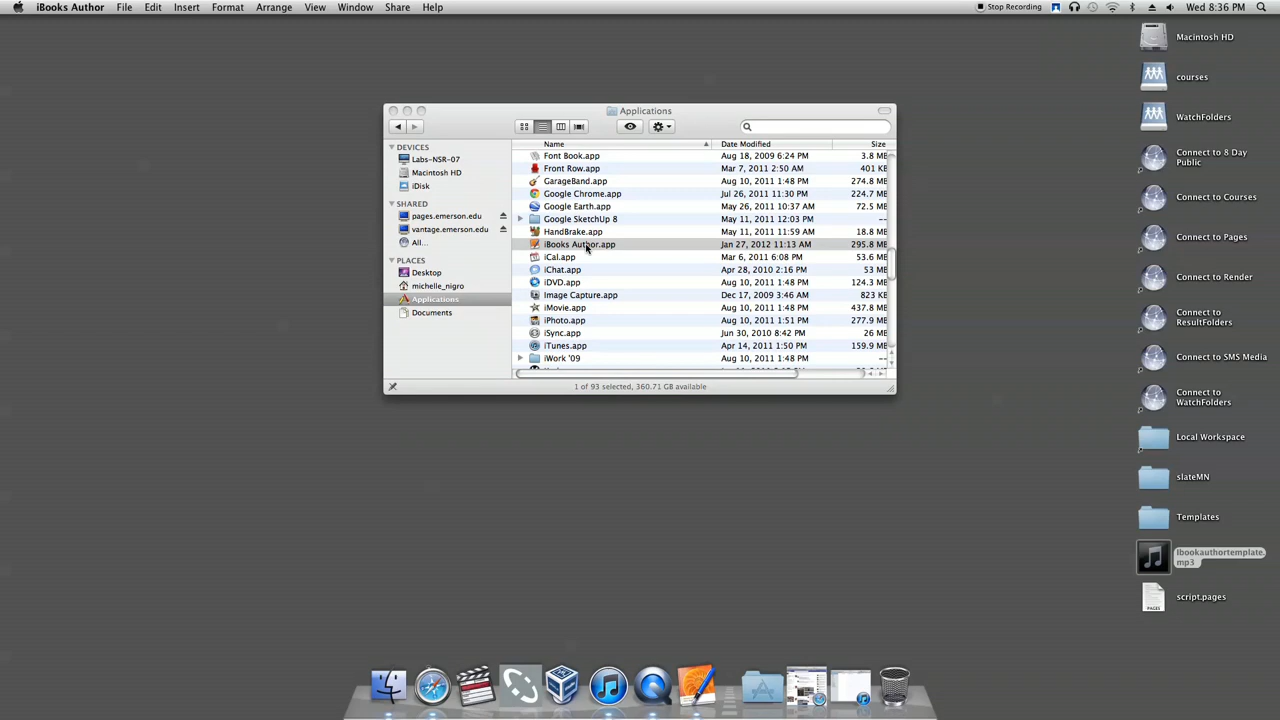 iBooks Author File Edit Insert Format Arrange View Window Share Help Stop Recording Wed 8:36 PM
Applications
Name Date Modified Size
DEVICES
Labs-NSR-07
Macintosh HD
iDisk
SHARED
pages.emerson.edu
vantage.emerson.edu
All...
PLACES
Desktop
michelle_nigro
Applications
Documents
Font Book.app Aug 18, 2009 6:24 PM 3.8 MB
Front Row.app Mar 7, 2011 2:50 AM 401 KB
GarageBand.app Aug 10, 2011 1:48 PM 274.8 MB
Google Chrome.app Jul 26, 2011 11:30 PM 224.7 MB
Google Earth.app May 26, 2011 10:37 AM 72.5 MB
Google SketchUp 8 May 11, 2011 12:03 PM --
HandBrake.app May 11, 2011 11:59 AM 18.8 MB
iBooks Author.app Jan 27, 2012 11:13 AM 295.8 MB
iCal.app Mar 6, 2011 6:08 PM 53.6 MB
iChat.app Apr 28, 2010 2:16 PM 53 MB
iDVD.app Aug 10, 2011 1:48 PM 124.3 MB
Image Capture.app Dec 17, 2009 3:46 AM 823 KB
iMovie.app Aug 10, 2011 1:48 PM 437.8 MB
iPhoto.app Aug 10, 2011 1:51 PM 277.9 MB
iSync.app Jun 30, 2010 8:42 PM 26 MB
iTunes.app Apr 14, 2011 1:50 PM 159.9 MB
iWork '09 Aug 10, 2011 1:48 PM --
1 of 93 selected, 360.71 GB available
Macintosh HD
courses
WatchFolders
Connect to 8 Day
Public
Connect to Courses
Connect to Pages
Connect to Render
Connect to
ResultFolders
Connect to SMS Media
Connect to
WatchFolders
Local Workspace
slateMN
Templates
Ibookauthortemplate.
mp3
script.pages
PAGES